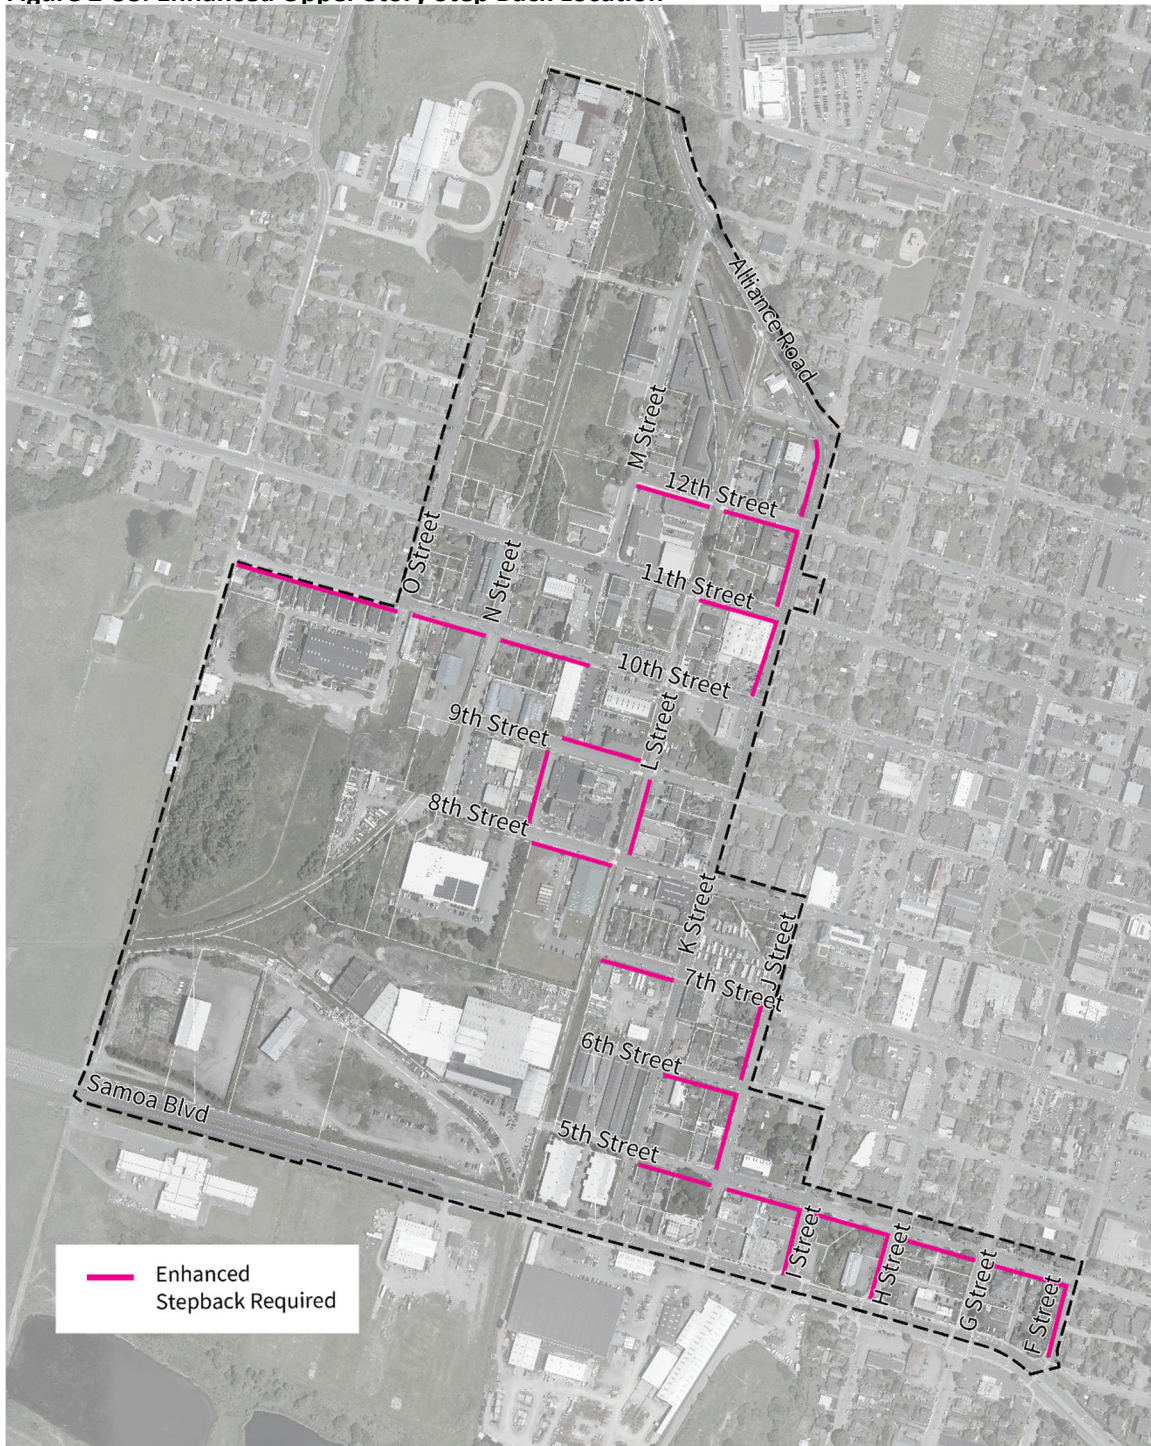 Alliance Road
M Street
12th Street
11th Street
O Street
N Street
10th Street
L Street
9th Street
8th Street
K Street
J Street
7th Street
6th Street
Samoa Blvd
5th Street
I Street
H Street
G Street
F Street
Enhanced
Stepback Required